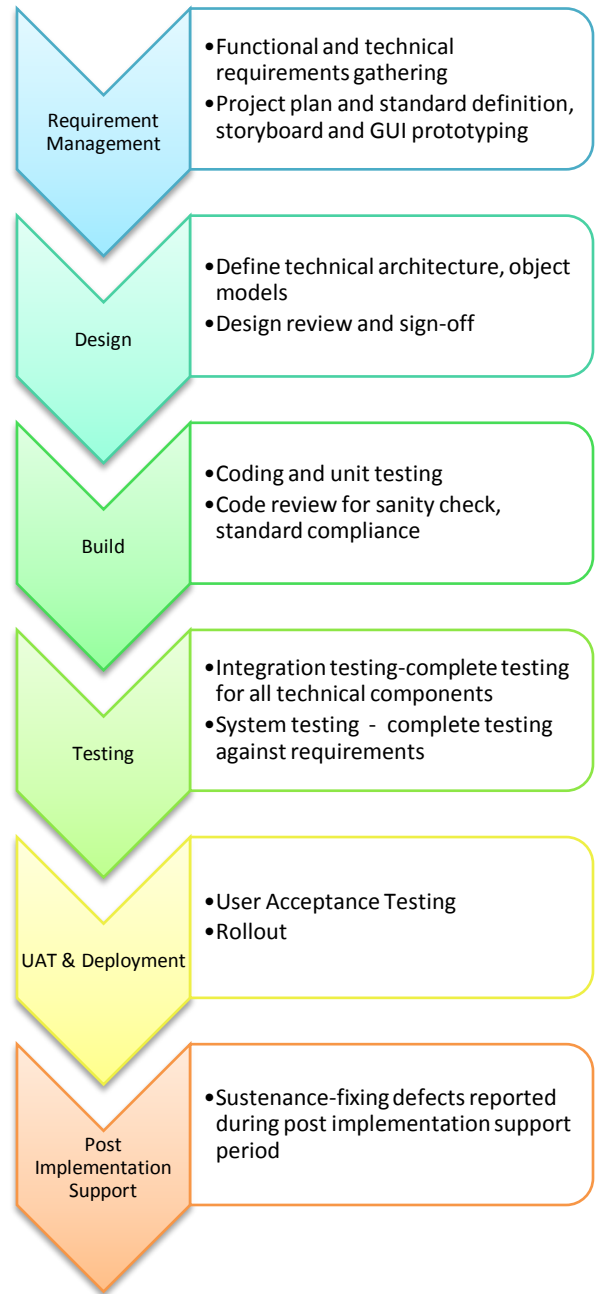 Requirement
Management
•Functional and technical
requirements gathering
•Project plan and standard definition,
storyboard and GUI prototyping
Design
•Define technical architecture, object
models
•Design review and sign-off
Build
•Coding and unit testing
•Code review for sanity check,
standard compliance
Testing
•Integration testing-complete testing
for all technical components
•System testing - complete testing
against requirements
UAT & Deployment
•User Acceptance Testing
•Rollout
Post
Implementation
Support
•Sustenance-fixing defects reported
during post implementation support
period